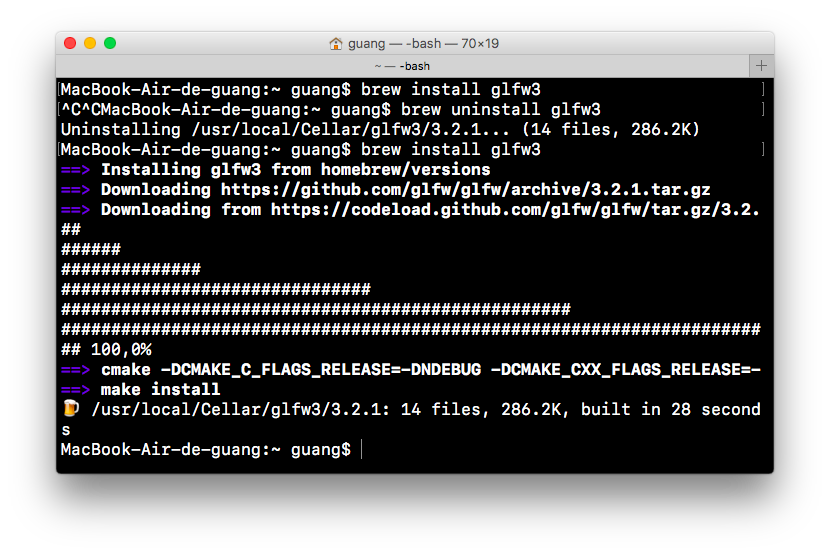 guang — -bash — 70×19
~ — -bash
[MacBook-Air-de-guang:~ guang$ brew install glfw3 ]
[^C^CMacBook-Air-de-guang:~ guang$ brew uninstall glfw3 ]
Uninstalling /usr/local/Cellar/glfw3/3.2.1... (14 files, 286.2K)
[MacBook-Air-de-guang:~ guang$ brew install glfw3 ]
==> Installing glfw3 from homebrew/versions
==> Downloading https://github.com/glfw/glfw/archive/3.2.1.tar.gz
==> Downloading from https://codeload.github.com/glfw/glfw/tar.gz/3.2.
##
######
##############
###############################
###################################################
######################################################################
## 100,0%
==> cmake -DCMAKE_C_FLAGS_RELEASE=-DNDEBUG -DCMAKE_CXX_FLAGS_RELEASE=-
==> make install
🍺 /usr/local/Cellar/glfw3/3.2.1: 14 files, 286.2K, built in 28 second
s
MacBook-Air-de-guang:~ guang$